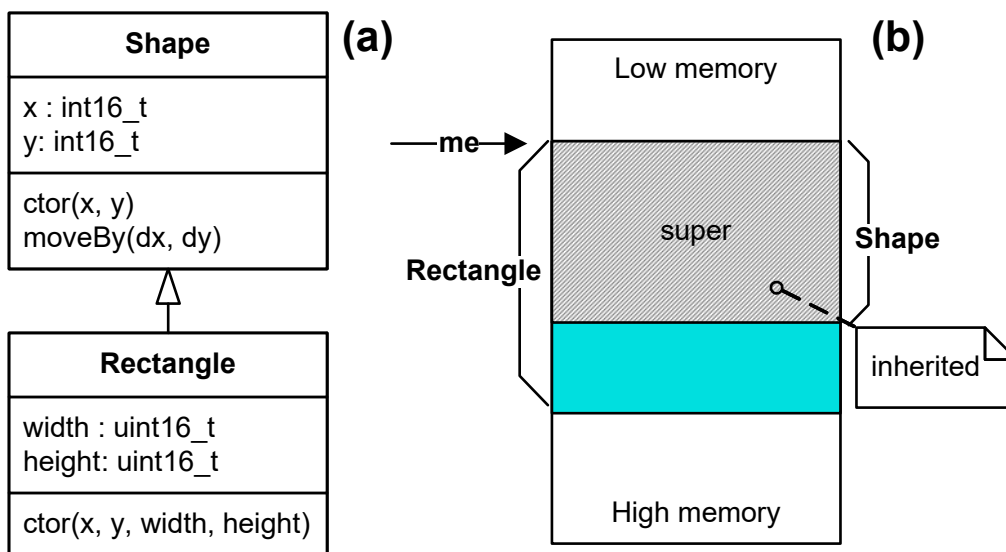 Shape
x : int16_t
y: int16_t
ctor(x, y)
moveBy(dx, dy)
Rectangle
width : uint16_t
height: uint16_t
ctor(x, y, width, height)
(a)
(b)
Low memory
me
super
Rectangle
Shape
inherited
High memory